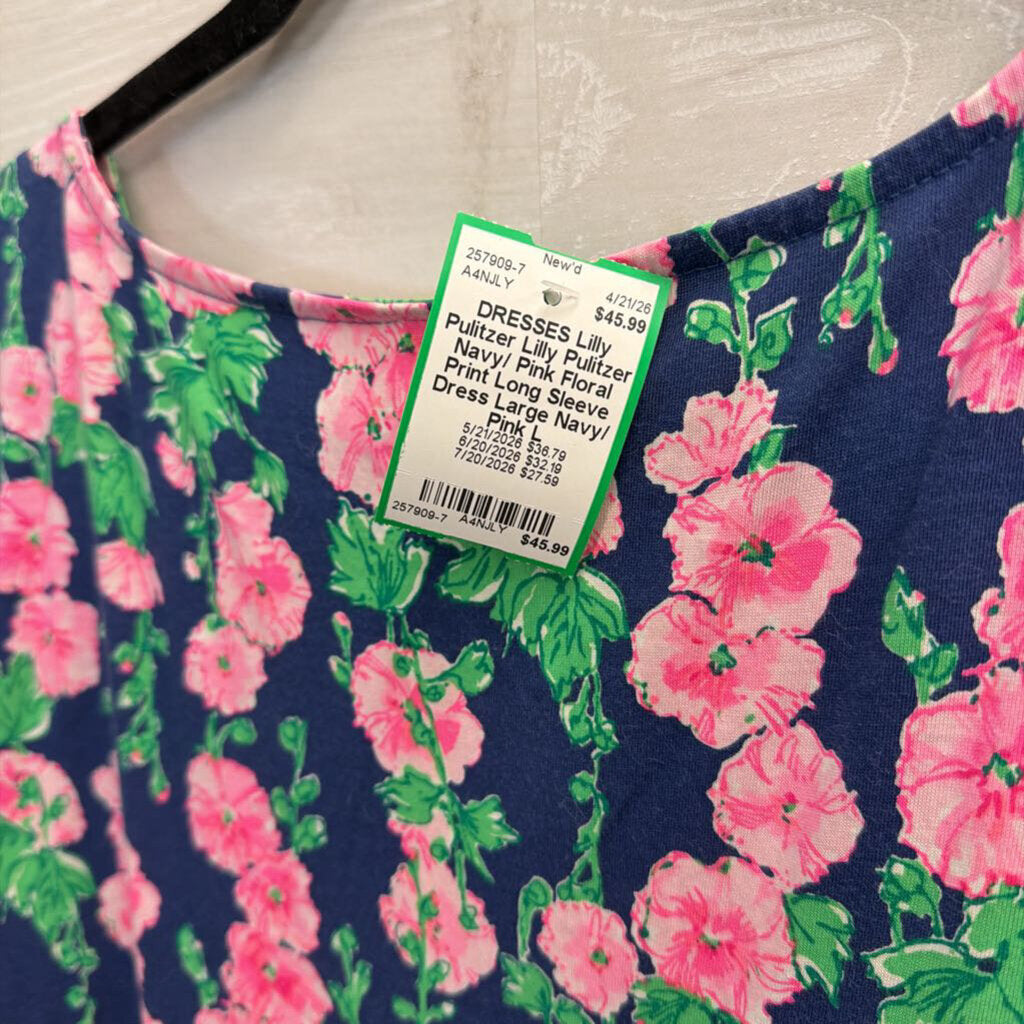 257909-7 New'd
A4NJLY 4/21/26
$45.99
DRESSES Lilly
Pulitzer Lilly Pulitzer
Navy/ Pink Floral
Print Long Sleeve
Dress Large Navy/
Pink L
5/21/2026 $36.79
6/20/2026 $32.19
7/20/2026 $27.59
257909-7 A4NJLY $45.99